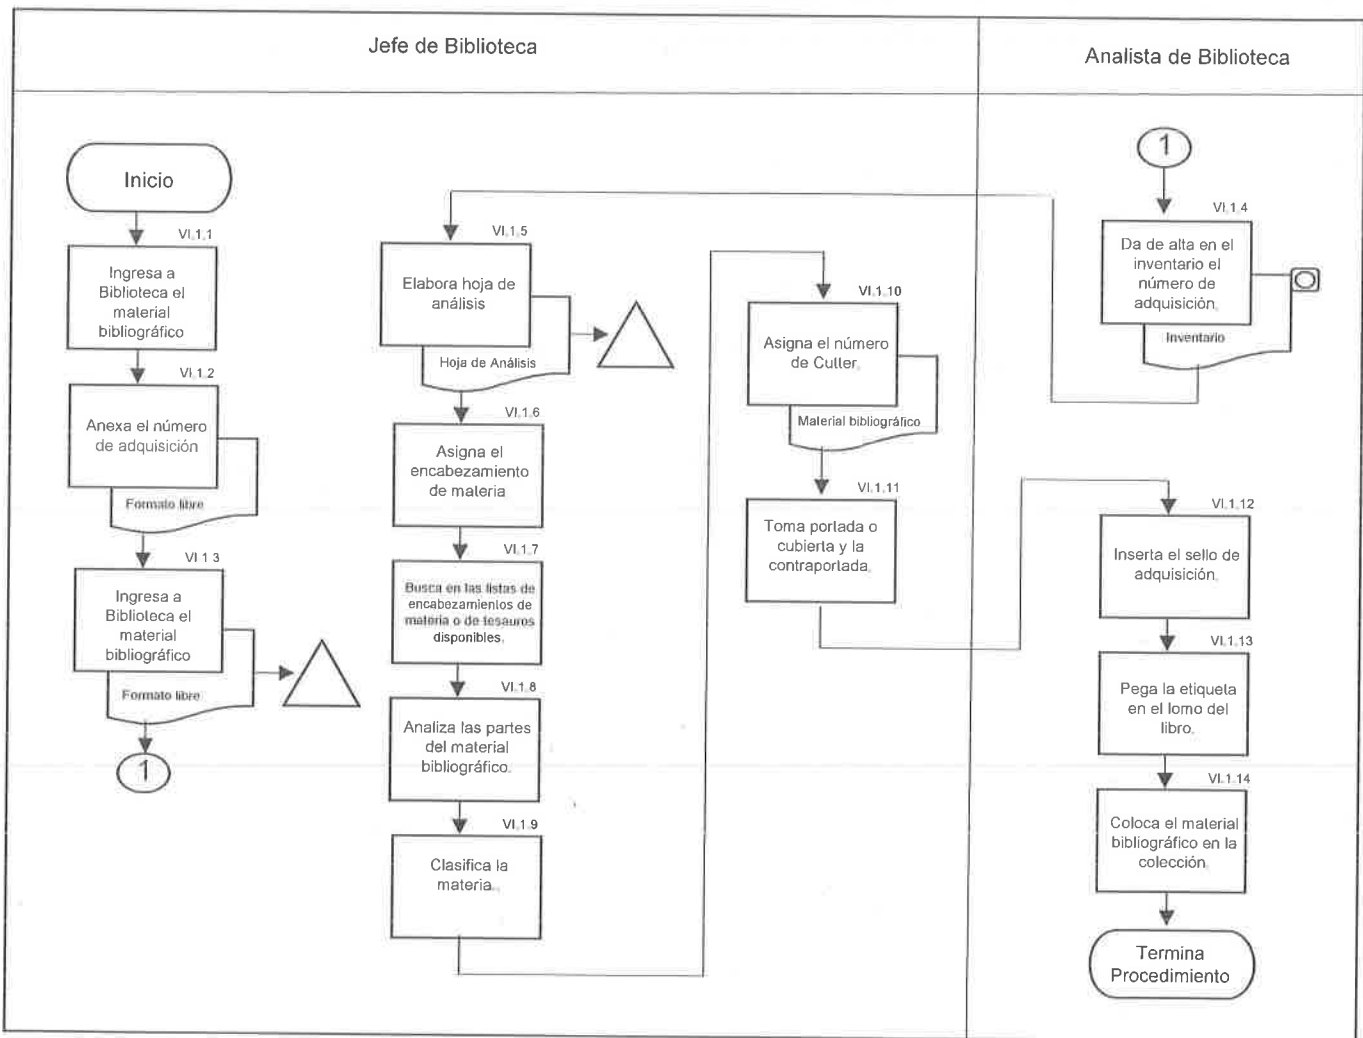 Jefe de Biblioteca
Analista de Biblioteca
Inicio
VI.1.1
Ingresa a
Biblioteca el
material
bibliográfico
VI.1.2
Anexa el número
de adquisición
Formato libre
VI.1.3
Ingresa a
Biblioteca el
material
bibliográfico
Formato libre
1
1
VI.1.4
Da de alta en el
inventario el
número de
adquisición.
Inventario
VI.1.5
Elabora hoja de
análisis
Hoja de Análisis
VI.1.6
Asigna el
encabezamiento
de materia
VI.1.7
Busca en las listas de
encabezamientos de
materia o de tesauros
disponibles.
VI.1.8
Analiza las partes
del material
bibliográfico.
VI.1.9
Clasifica la
materia.
VI.1.10
Asigna el número
de Cutter.
Material bibliográfico
VI.1.11
Toma portada o
cubierta y la
contraportada.
VI.1.12
Inserta el sello de
adquisición.
VI.1.13
Pega la etiqueta
en el lomo del
libro.
VI.1.14
Coloca el material
bibliográfico en la
colección.
Termina
Procedimiento